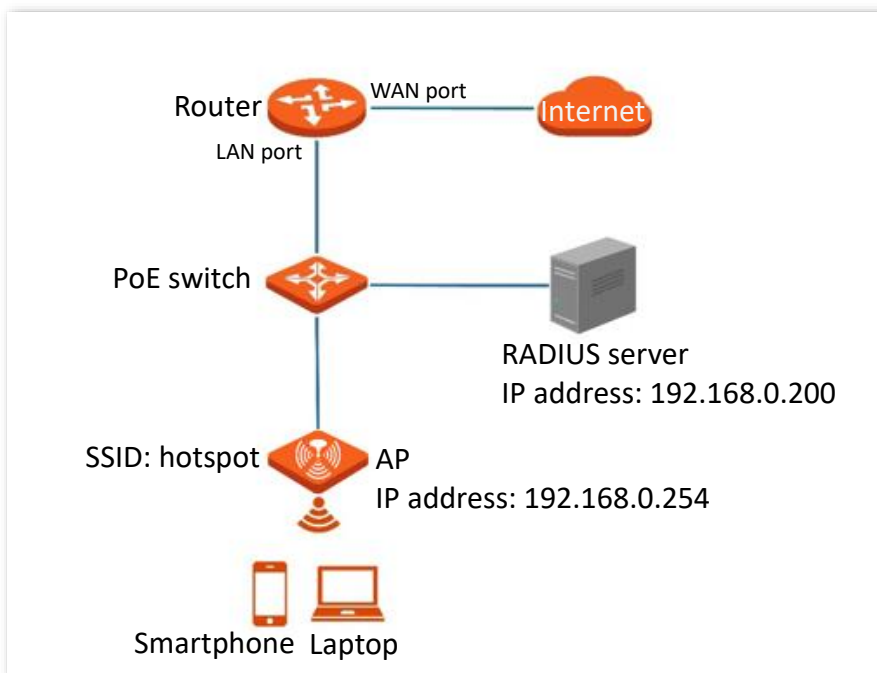 WAN port
Router
Internet
LAN port
PoE switch
RADIUS server
IP address: 192.168.0.200
SSID: hotspot
AP
IP address: 192.168.0.254
Smartphone
Laptop